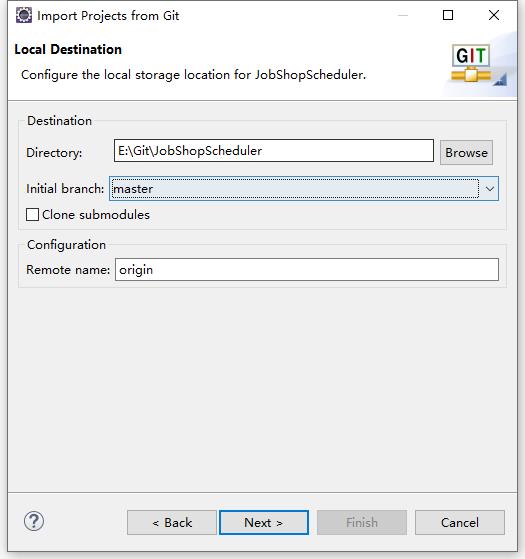 Import Projects from Git
Local Destination
Configure the local storage location for JobShopScheduler.
GIT
Destination
Directory: E:\Git\JobShopScheduler Browse
Initial branch: master
Clone submodules
Configuration
Remote name: origin
? < Back Next > Finish Cancel